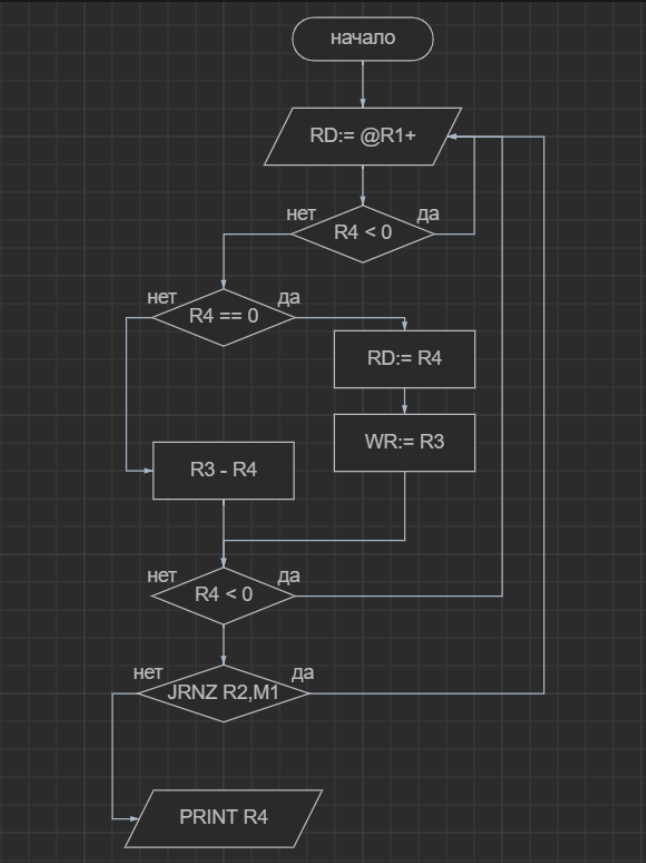 начало
RD:= @R1+
нет
да
R4 < 0
нет
да
R4 == 0
RD:= R4
WR:= R3
R3 - R4
нет
да
R4 < 0
нет
да
JRNZ R2,M1
PRINT R4